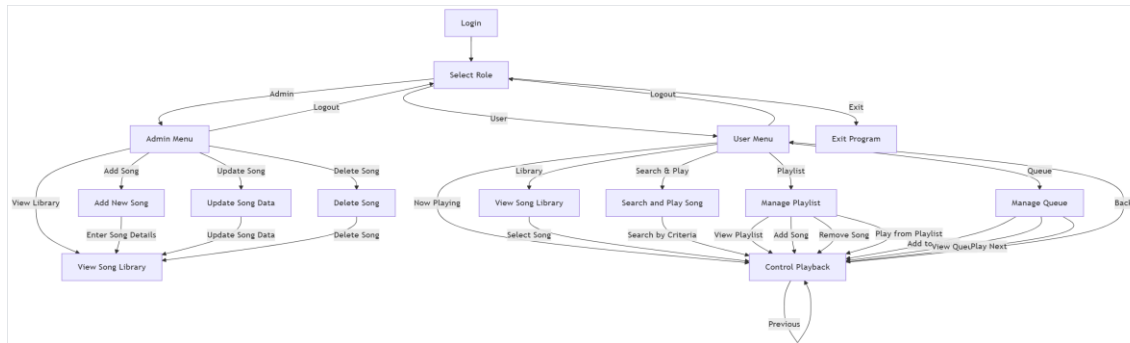 Login
Select Role
Admin
Logout
Logout
User
Exit
Admin Menu
User Menu
Exit Program
Add Song
Update Song
Delete Song
Library
Search & Play
Playlist
Queue
View Library
Add New Song
Update Song Data
Delete Song
Now Playing
View Song Library
Search and Play Song
Manage Playlist
Manage Queue
Back
Enter Song Details
Update Song Data
Delete Song
Select Song
Search by Criteria
View Playlist
Add Song
Remove Song
Play from Playlist
Add to
View Queue
Play Next
View Song Library
Control Playback
Previous